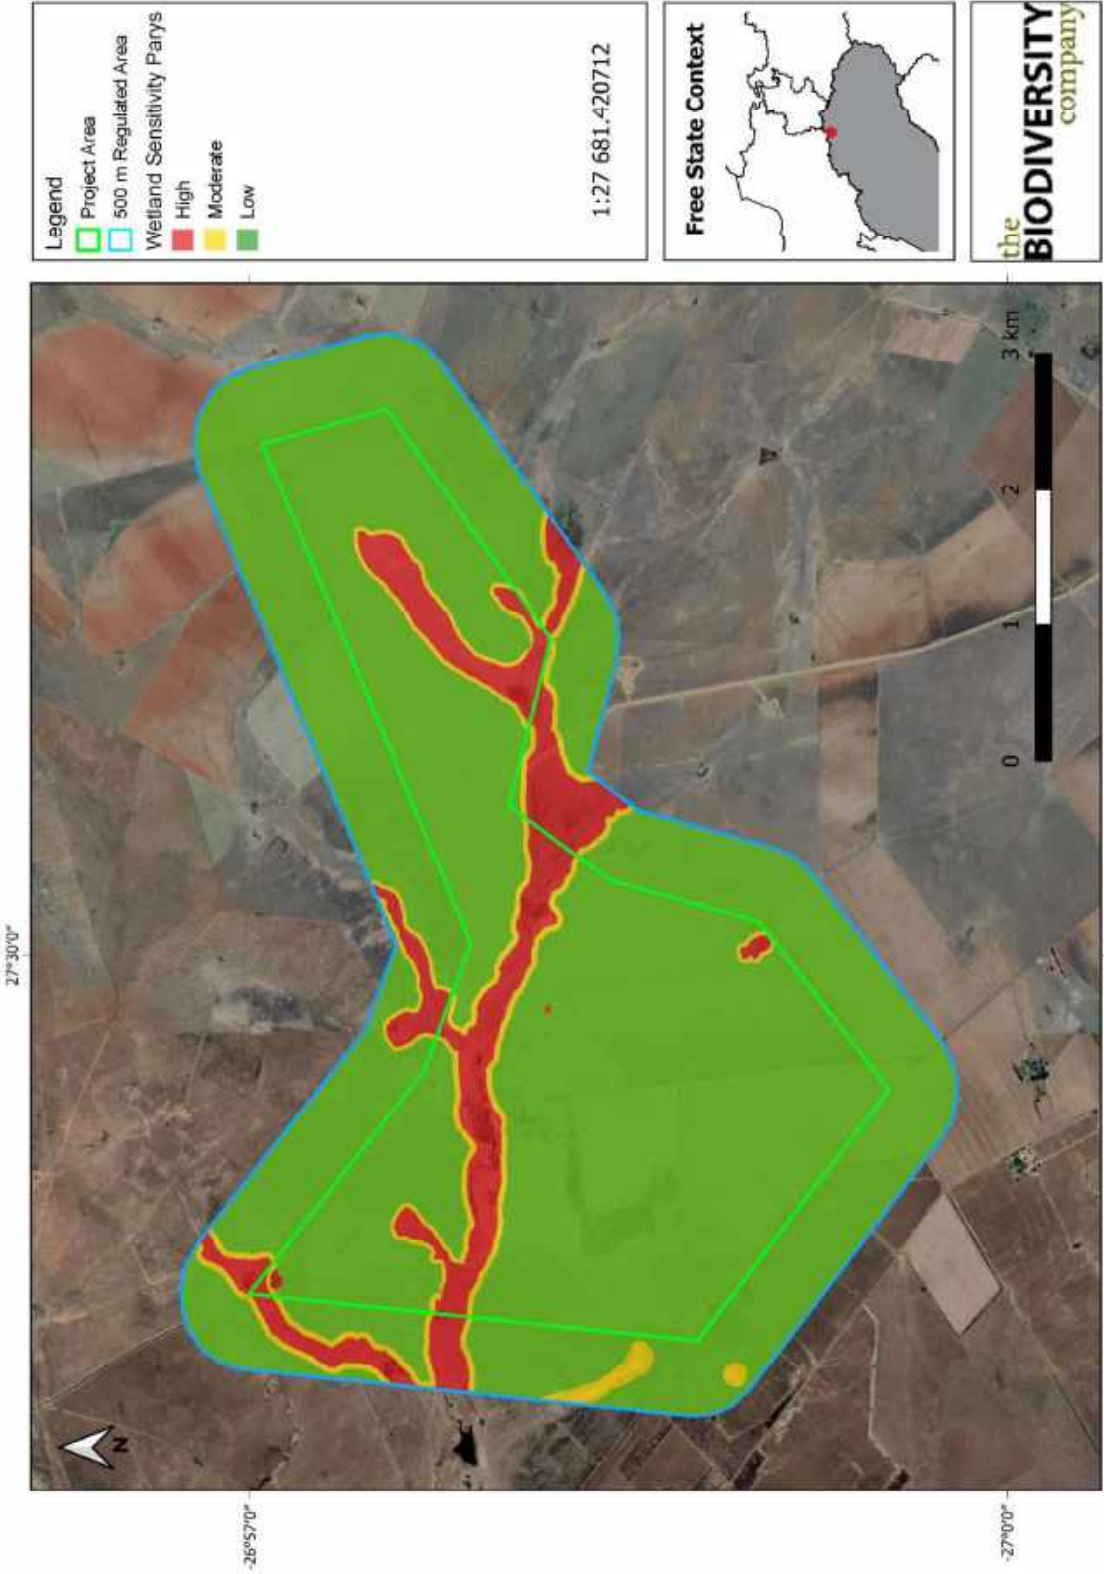 Legend
Project Area
500 m Regulated Area
Wetland Sensitivity Parys
High
Moderate
Low
1:27 681.420712
Free State Context
the
BIODIVERSITY
company
27°30'0"
-26°57'0"
-27°0'0"
N
0 1 2 3 km